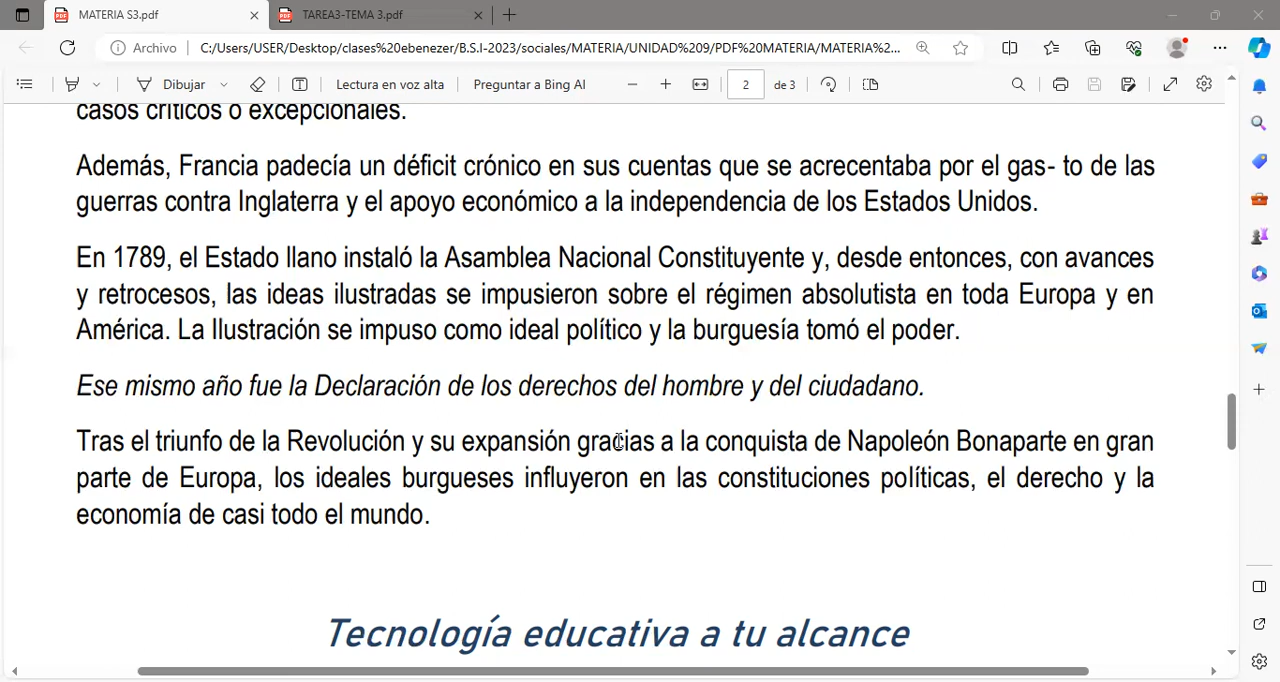 MATERIA S3.pdf
TAREA3-TEMA 3.pdf
Archivo
C:/Users/USER/Desktop/clases%20ebenezer/B.S.I-2023/sociales/MATERIA/UNIDAD%209/PDF%20MATERIA/MATERIA%2...
Dibujar
Lectura en voz alta
Preguntar a Bing AI
2
de 3
casos críticos o excepcionales.
Además, Francia padecía un déficit crónico en sus cuentas que se acrecentaba por el gas- to de las
guerras contra Inglaterra y el apoyo económico a la independencia de los Estados Unidos.
En 1789, el Estado llano instaló la Asamblea Nacional Constituyente y, desde entonces, con avances
y retrocesos, las ideas ilustradas se impusieron sobre el régimen absolutista en toda Europa y en
América. La Ilustración se impuso como ideal político y la burguesía tomó el poder.
Ese mismo año fue la Declaración de los derechos del hombre y del ciudadano.
Tras el triunfo de la Revolución y su expansión gracias a la conquista de Napoleón Bonaparte en gran
parte de Europa, los ideales burgueses influyeron en las constituciones políticas, el derecho y la
economía de casi todo el mundo.
Tecnología educativa a tu alcance